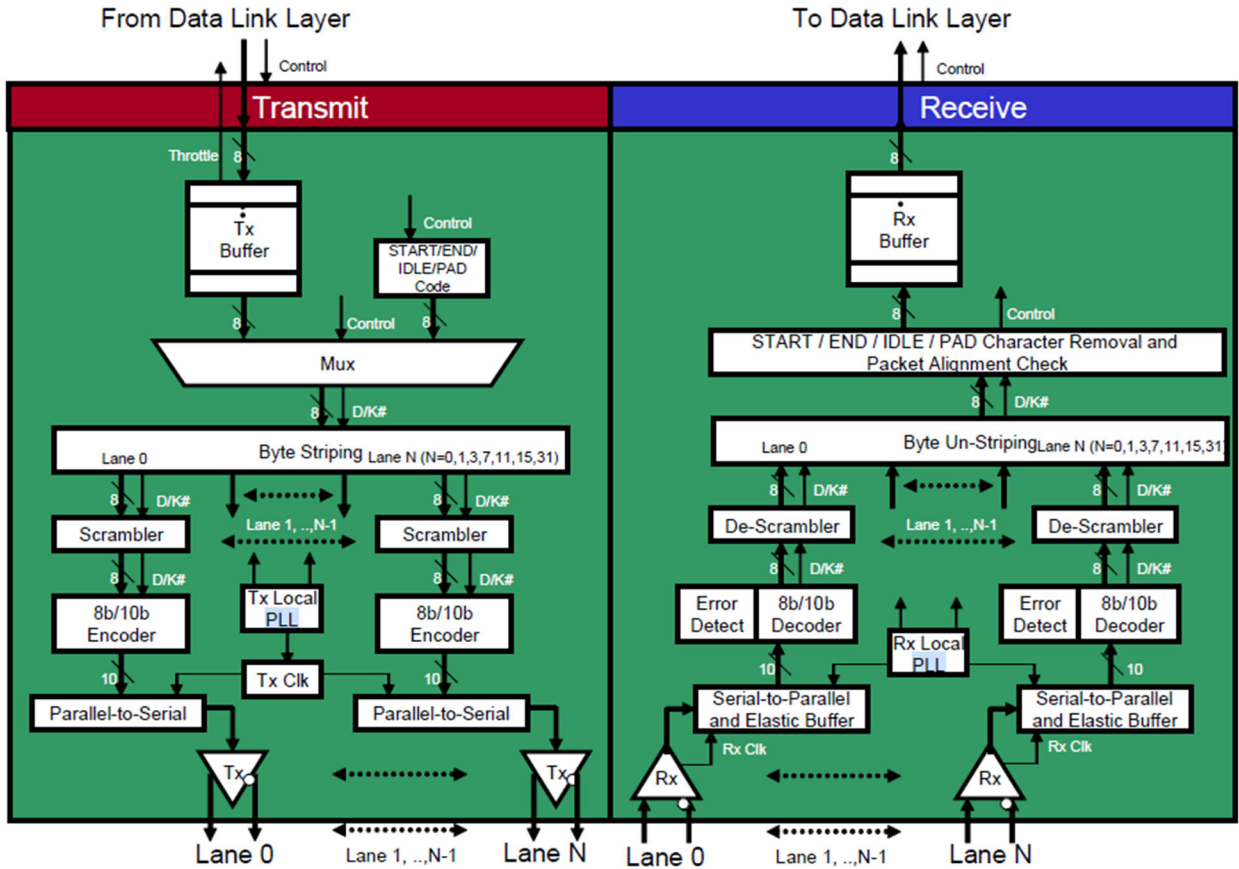 From Data Link Layer
To Data Link Layer
Control
Control
Transmit
Receive
Throttle
8
8
Tx
Buffer
Control
START/END/
IDLE/PAD
Code
Rx
Buffer
8
Control
8
8
Control
Mux
START / END / IDLE / PAD Character Removal and
Packet Alignment Check
8
D/K#
8
D/K#
Byte Striping
Lane 0
Lane N (N=0,1,3,7,11,15,31)
Byte Un-Striping
Lane 0
Lane N (N=0,1,3,7,11,15,31)
8
D/K#
8
D/K#
8
D/K#
8
D/K#
Scrambler
Lane 1, ..,N-1
Scrambler
De-Scrambler
Lane 1, ..,N-1
De-Scrambler
8
D/K#
8
D/K#
8
D/K#
8
D/K#
8b/10b
Encoder
Tx Local
PLL
8b/10b
Encoder
Error
Detect
8b/10b
Decoder
Rx Local
PLL
Error
Detect
8b/10b
Decoder
10
Tx Clk
10
10
10
Parallel-to-Serial
Parallel-to-Serial
Serial-to-Parallel
and Elastic Buffer
Serial-to-Parallel
and Elastic Buffer
Rx Clk
Rx Clk
Tx
Tx
Rx
Rx
Lane 0
Lane 1, ..,N-1
Lane N
Lane 0
Lane 1, ..,N-1
Lane N